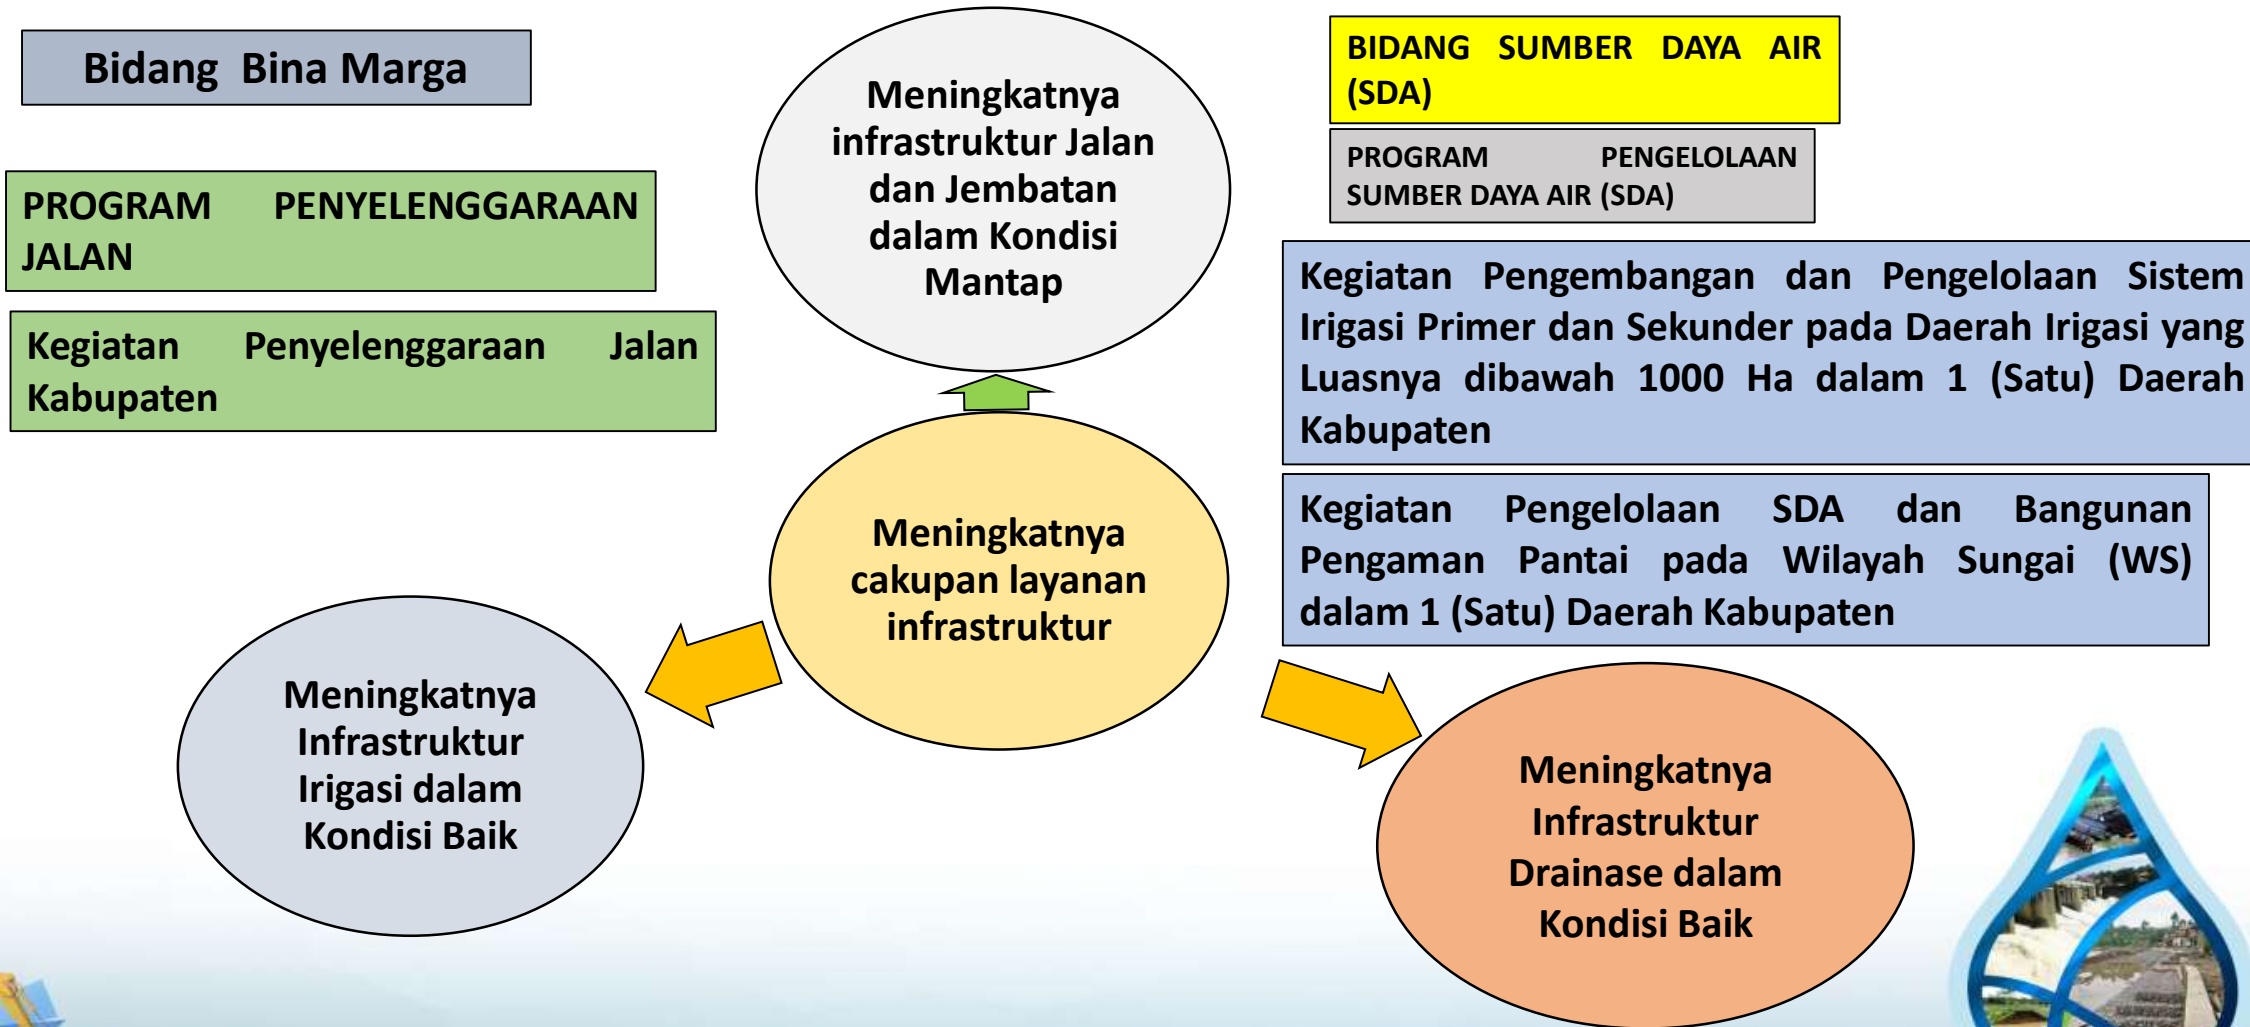 Bidang Bina Marga
PROGRAM PENYELENGGARAAN
JALAN
Kegiatan Penyelenggaraan Jalan
Kabupaten
Meningkatnya
infrastruktur Jalan
dan Jembatan
dalam Kondisi
Mantap
BIDANG SUMBER DAYA AIR
(SDA)
PROGRAM PENGELOLAAN
SUMBER DAYA AIR (SDA)
Kegiatan Pengembangan dan Pengelolaan Sistem
Irigasi Primer dan Sekunder pada Daerah Irigasi yang
Luasnya dibawah 1000 Ha dalam 1 (Satu) Daerah
Kabupaten
Kegiatan Pengelolaan SDA dan Bangunan
Pengaman Pantai pada Wilayah Sungai (WS)
dalam 1 (Satu) Daerah Kabupaten
Meningkatnya
cakupan layanan
infrastruktur
Meningkatnya
Infrastruktur
Irigasi dalam
Kondisi Baik
Meningkatnya
Infrastruktur
Drainase dalam
Kondisi Baik